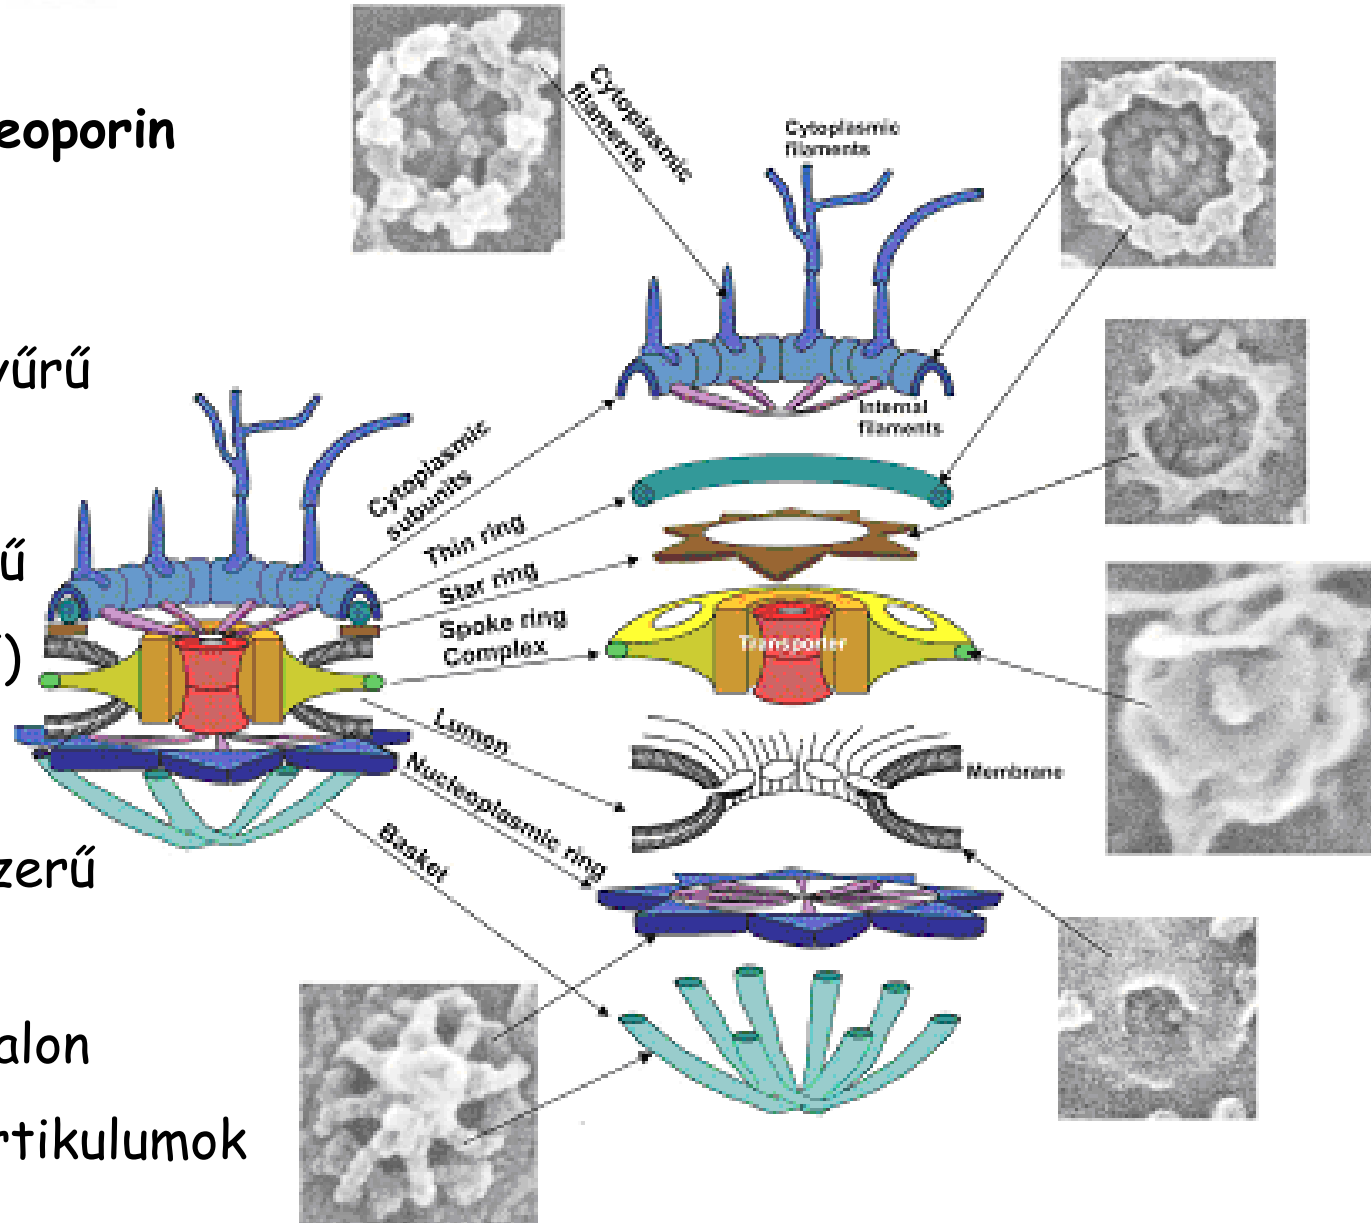 eoporin
yűrű
ű
)
zerű
alon
rtikulumok
Cytoplasmic
filaments
Cytoplasmic
filaments
Internal
filaments
Cytoplasmic
subunits
Thin ring
Star ring
Spoke ring
Complex
Transporter
Lumen
Membrane
Nucleoplasmic ring
Basket